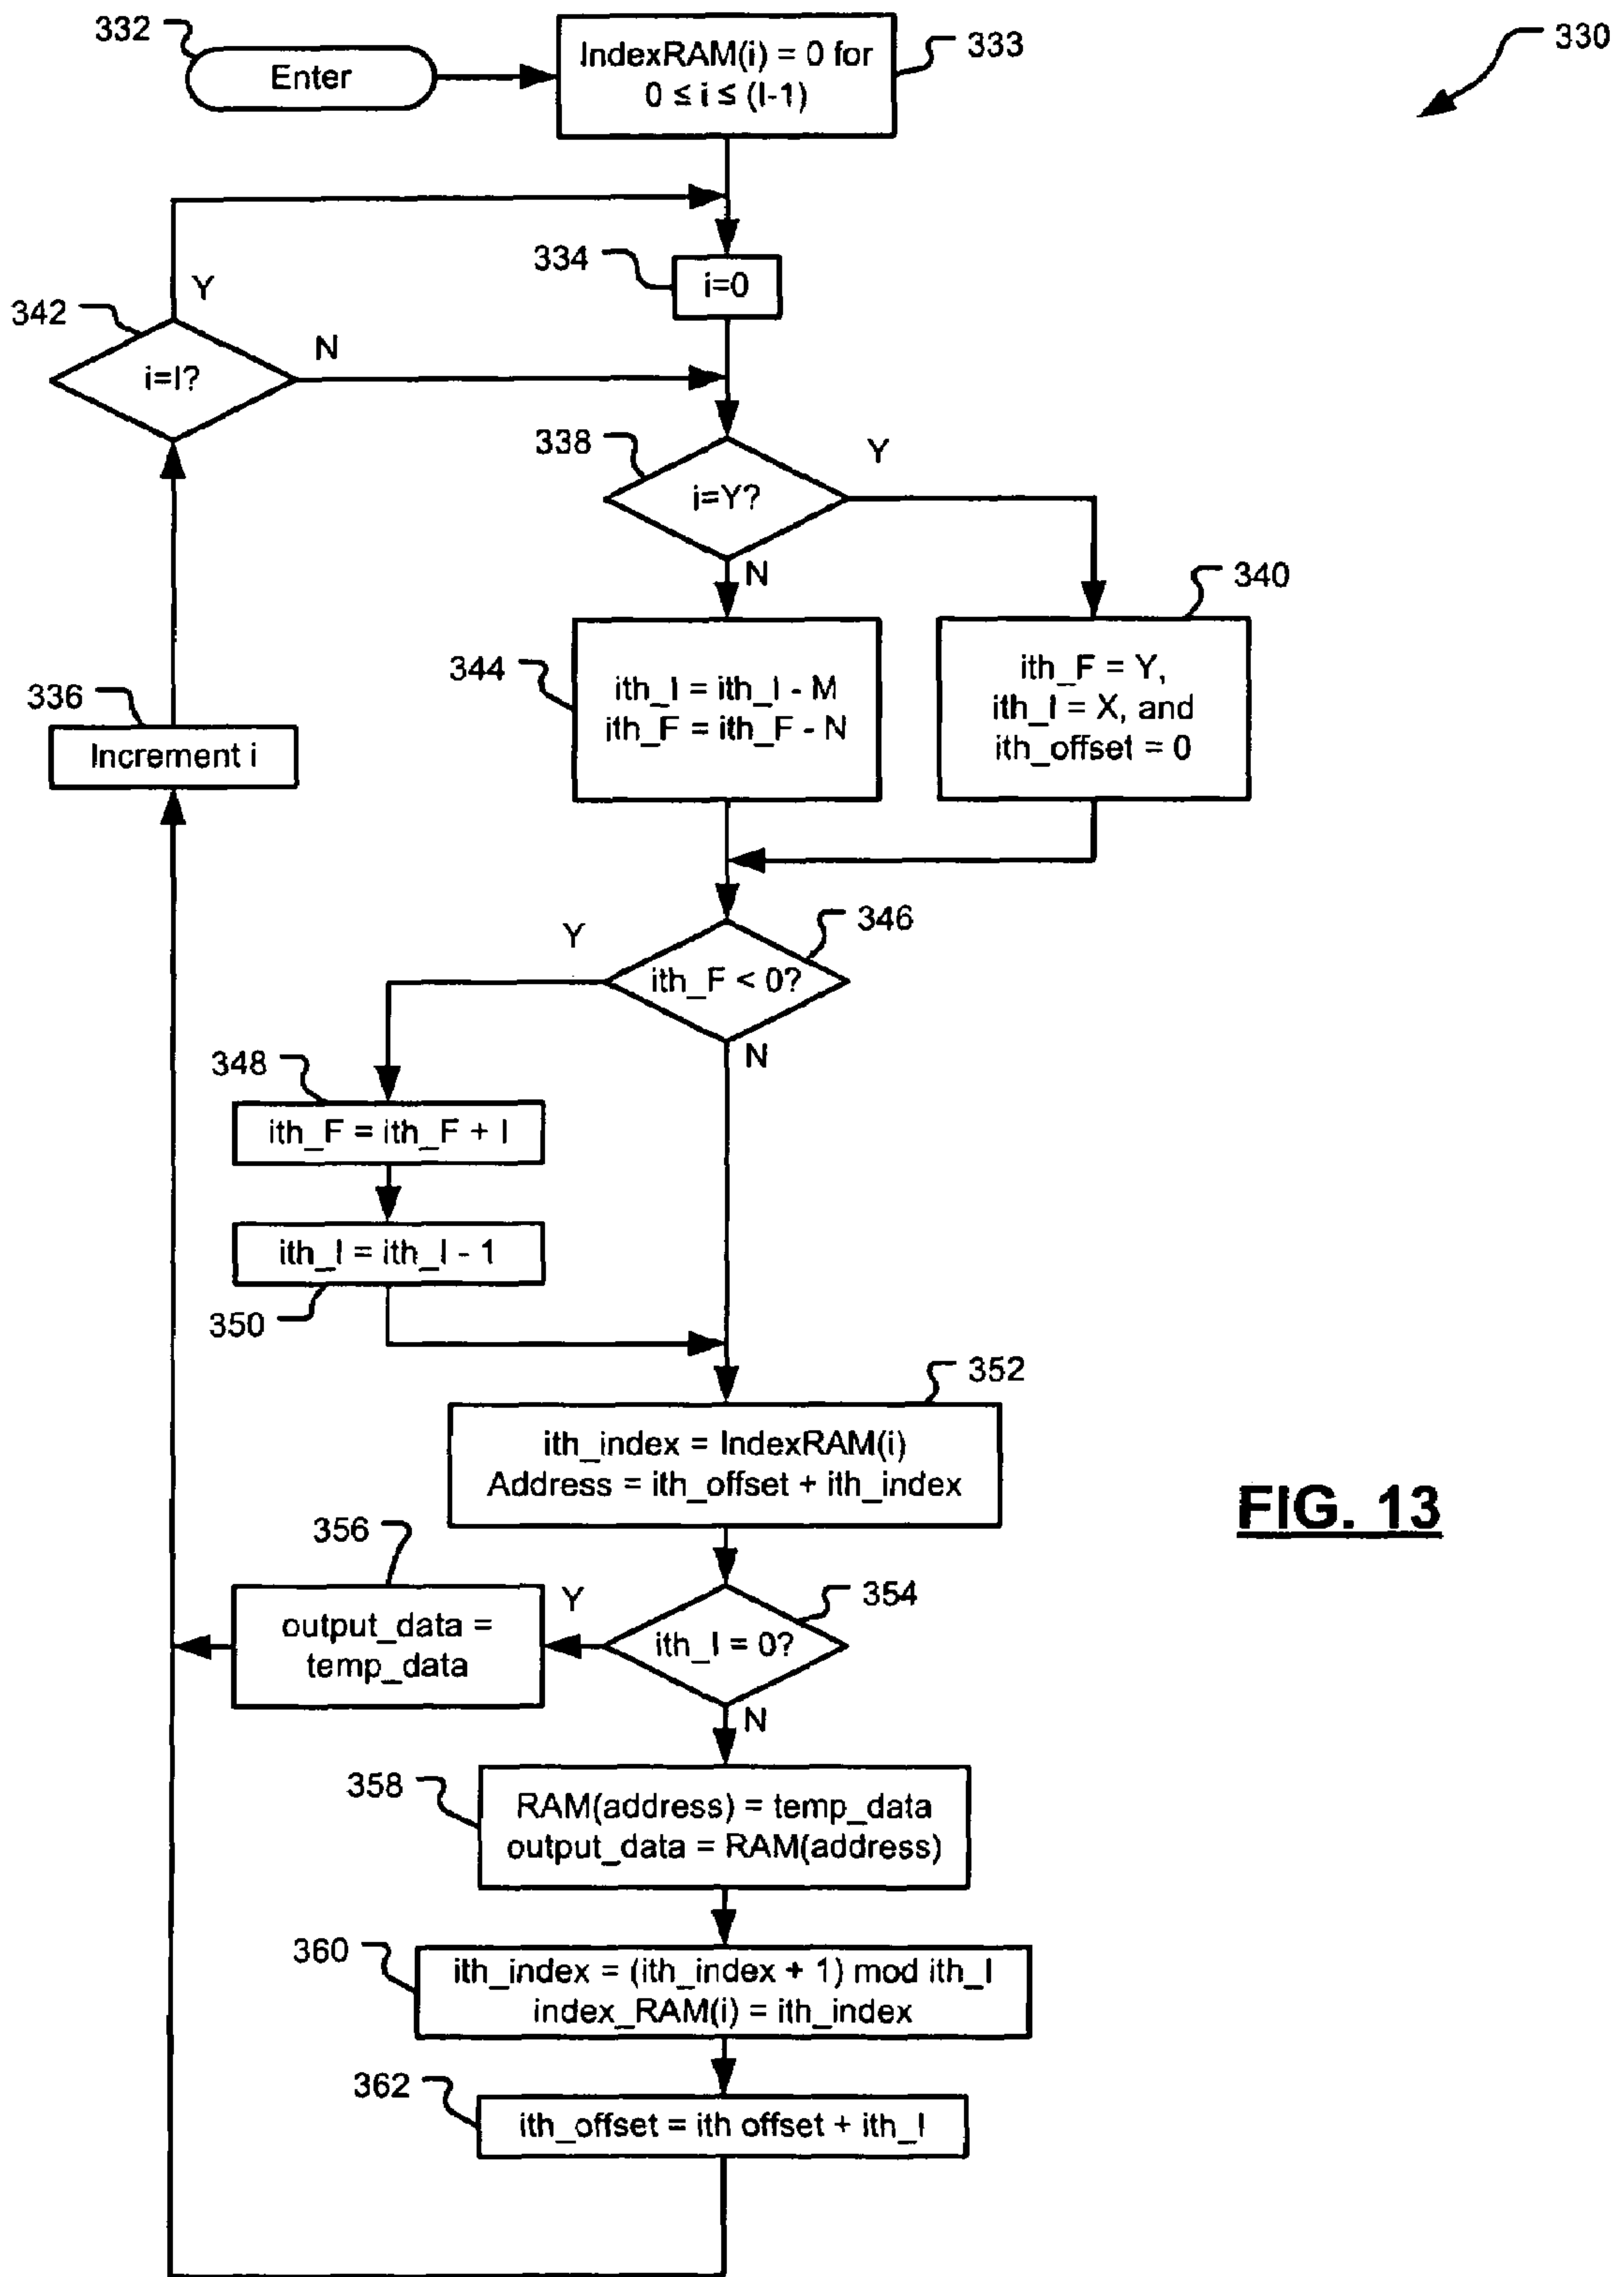 332
Enter
IndexRAM(i) = 0 for
0 ≤ i ≤ (I-1)
333
330
334
i=0
Y
342
i=I?
N
338
i=Y?
Y
N
340
ith_F = Y,
ith_I = X, and
ith_offset = 0
344
ith_I = ith_I - M
ith_F = ith_F - N
336
Increment i
346
Y
ith_F < 0?
N
348
ith_F = ith_F + I
ith_I = ith_I - 1
350
352
ith_index = IndexRAM(i)
Address = ith_offset + ith_index
FIG. 13
356
output_data =
temp_data
Y
354
ith_I = 0?
N
358
RAM(address) = temp_data
output_data = RAM(address)
360
ith_index = (ith_index + 1) mod ith_I
index_RAM(i) = ith_index
362
ith_offset = ith offset + ith_I